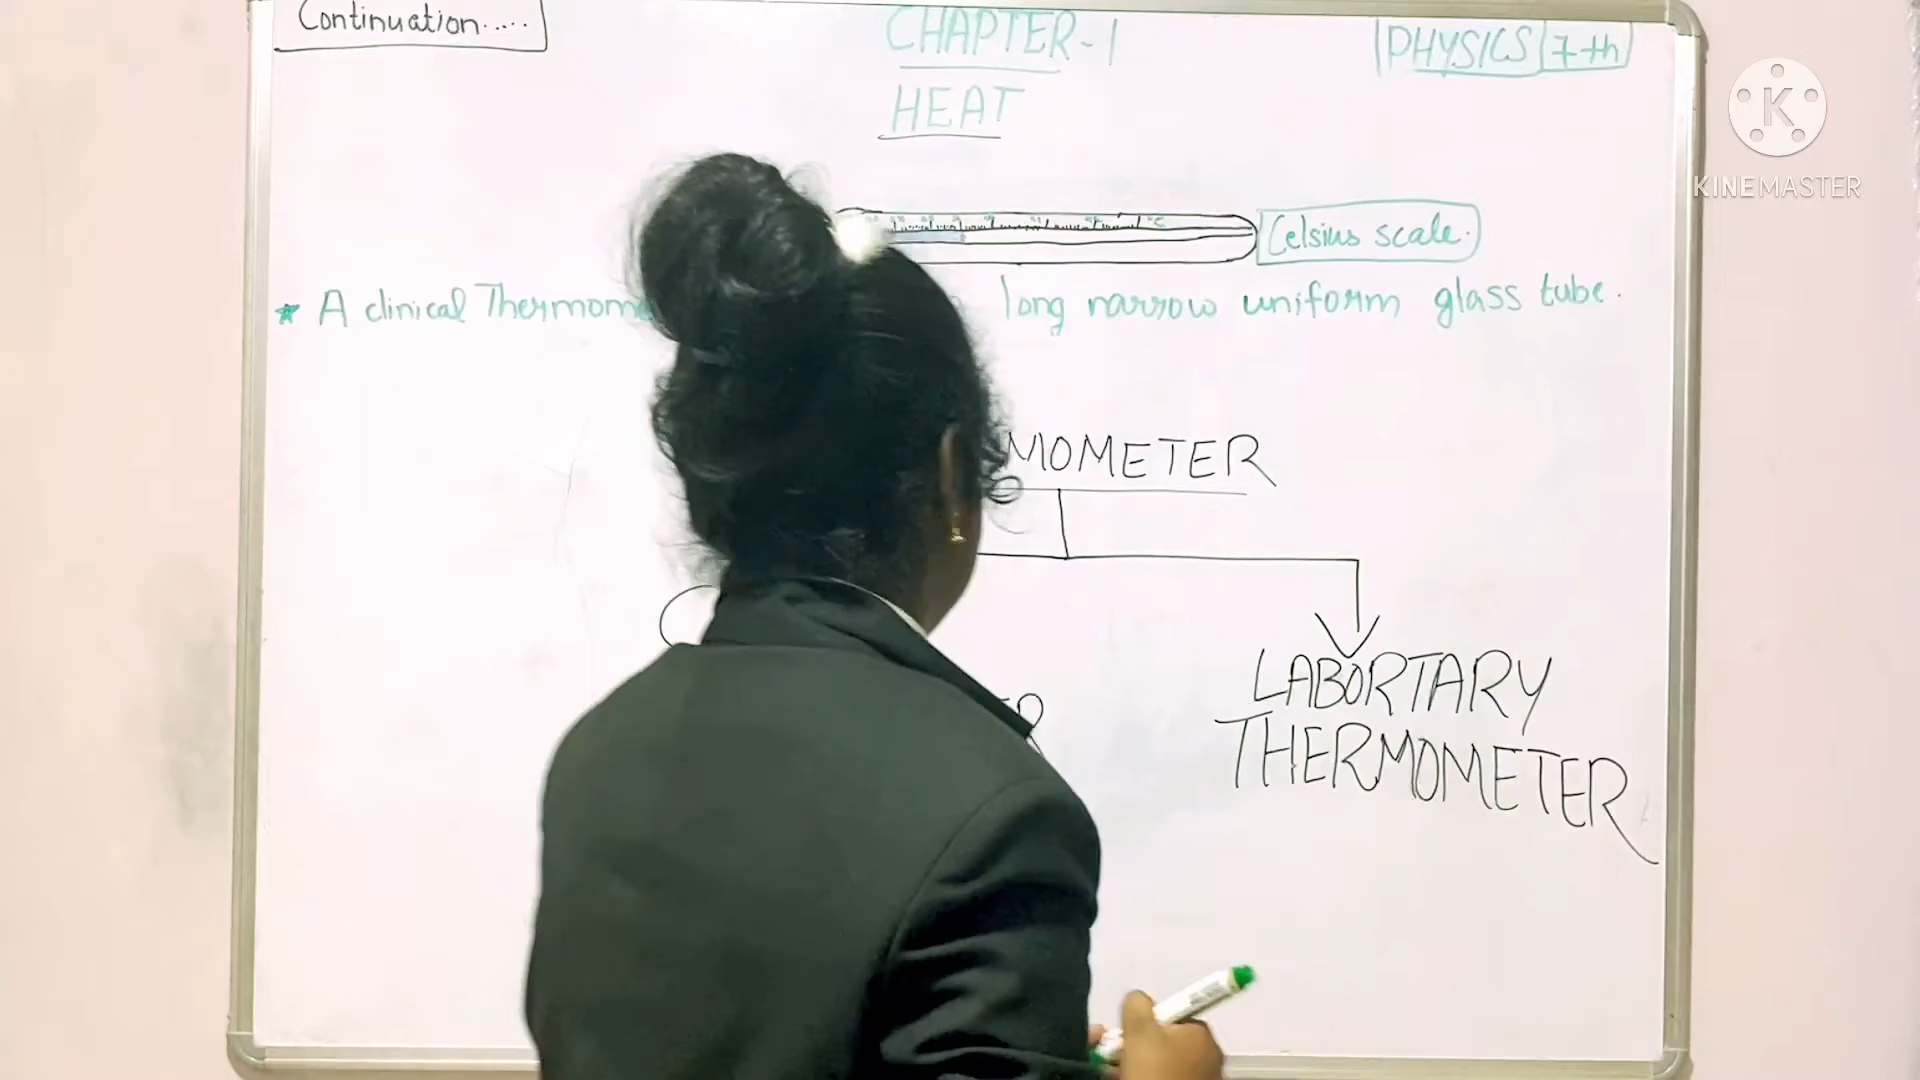 Continuation.....
CHAPTER-1
PHYSICS 7-th
HEAT
K
KINEMASTER
°C
Celsius scale.
* A clinical Thermome long narrow uniform glass tube.
MOMETER
C
ER
LABORTARY
THERMOMETER